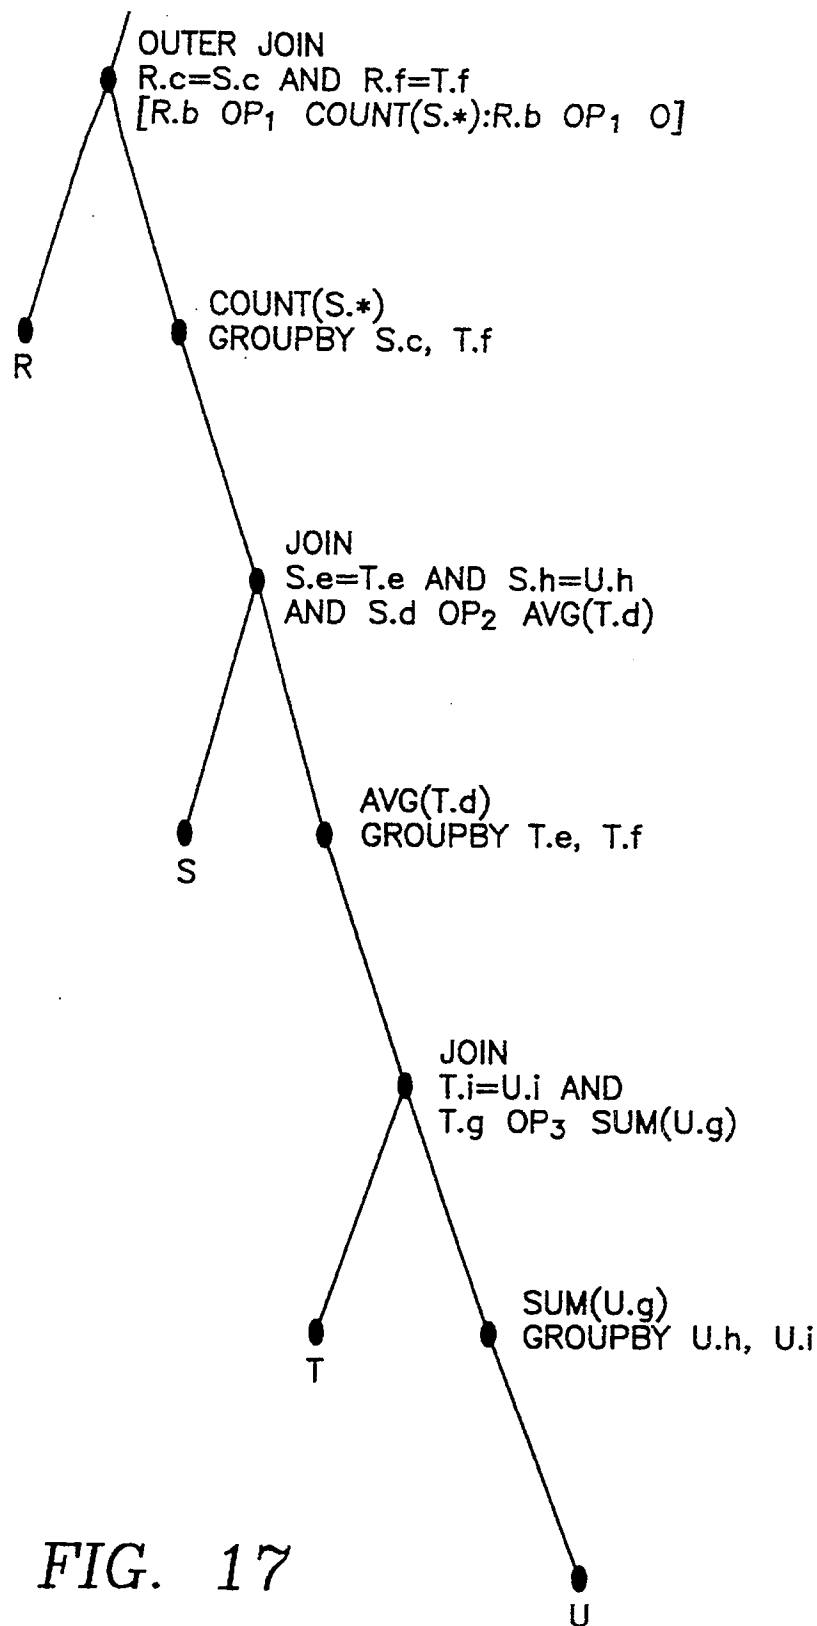 OUTER JOIN
R.c=S.c AND R.f=T.f
[R.b OP₁ COUNT(S.*):R.b OP₁ 0]
R
COUNT(S.*)
GROUPBY S.c, T.f
JOIN
S.e=T.e AND S.h=U.h
AND S.d OP₂ AVG(T.d)
S
AVG(T.d)
GROUPBY T.e, T.f
JOIN
T.i=U.i AND
T.g OP₃ SUM(U.g)
T
SUM(U.g)
GROUPBY U.h, U.i
U
FIG. 17